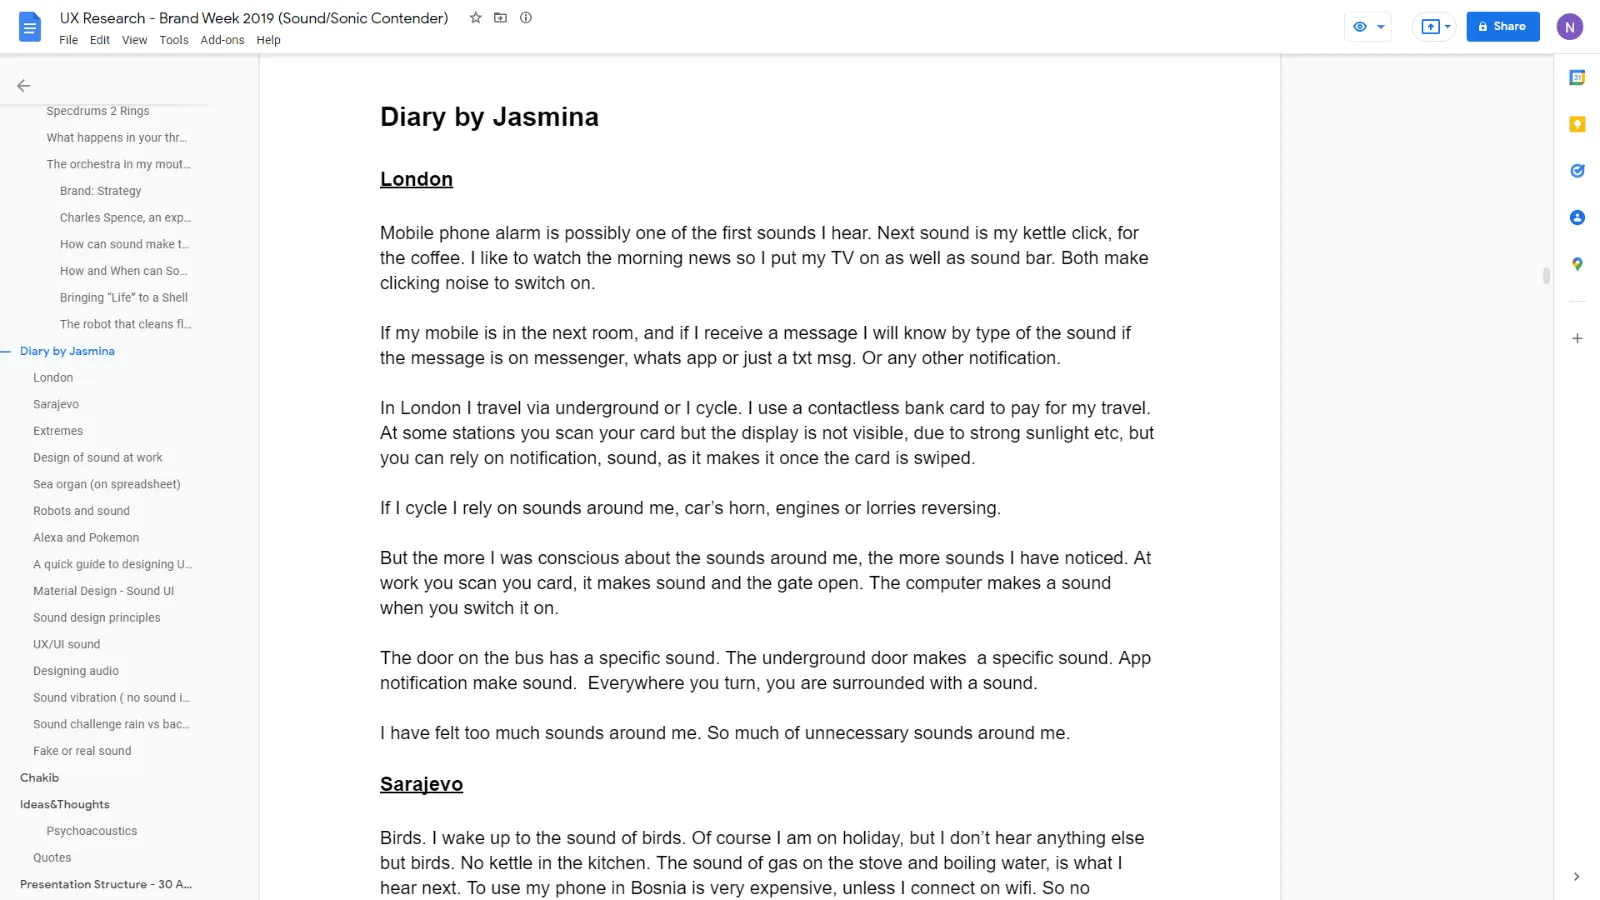 UX Research - Brand Week 2019 (Sound/Sonic Contender)
File Edit View Tools Add-ons Help
Share
N
31
Specdrums 2 Rings
What happens in your thr...
The orchestra in my mout...
Brand: Strategy
Charles Spence, an exp...
How can sound make t...
How and When can So...
Bringing “Life” to a Shell
The robot that cleans fl...
Diary by Jasmina
London
Sarajevo
Extremes
Design of sound at work
Sea organ (on spreadsheet)
Robots and sound
Alexa and Pokemon
A quick guide to designing U...
Material Design - Sound UI
Sound design principles
UX/UI sound
Designing audio
Sound vibration ( no sound i...
Sound challenge rain vs bac...
Fake or real sound
Chakib
Ideas&Thoughts
Psychoacoustics
Quotes
Presentation Structure - 30 A...
Diary by Jasmina
London
Mobile phone alarm is possibly one of the first sounds I hear. Next sound is my kettle click, for
the coffee. I like to watch the morning news so I put my TV on as well as sound bar. Both make
clicking noise to switch on.
If my mobile is in the next room, and if I receive a message I will know by type of the sound if
the message is on messenger, whats app or just a txt msg. Or any other notification.
In London I travel via underground or I cycle. I use a contactless bank card to pay for my travel.
At some stations you scan your card but the display is not visible, due to strong sunlight etc, but
you can rely on notification, sound, as it makes it once the card is swiped.
If I cycle I rely on sounds around me, car’s horn, engines or lorries reversing.
But the more I was conscious about the sounds around me, the more sounds I have noticed. At
work you scan you card, it makes sound and the gate open. The computer makes a sound
when you switch it on.
The door on the bus has a specific sound. The underground door makes  a specific sound. App
notification make sound.  Everywhere you turn, you are surrounded with a sound.
I have felt too much sounds around me. So much of unnecessary sounds around me.
Sarajevo
Birds. I wake up to the sound of birds. Of course I am on holiday, but I don’t hear anything else
but birds. No kettle in the kitchen. The sound of gas on the stove and boiling water, is what I
hear next. To use my phone in Bosnia is very expensive, unless I connect on wifi. So no